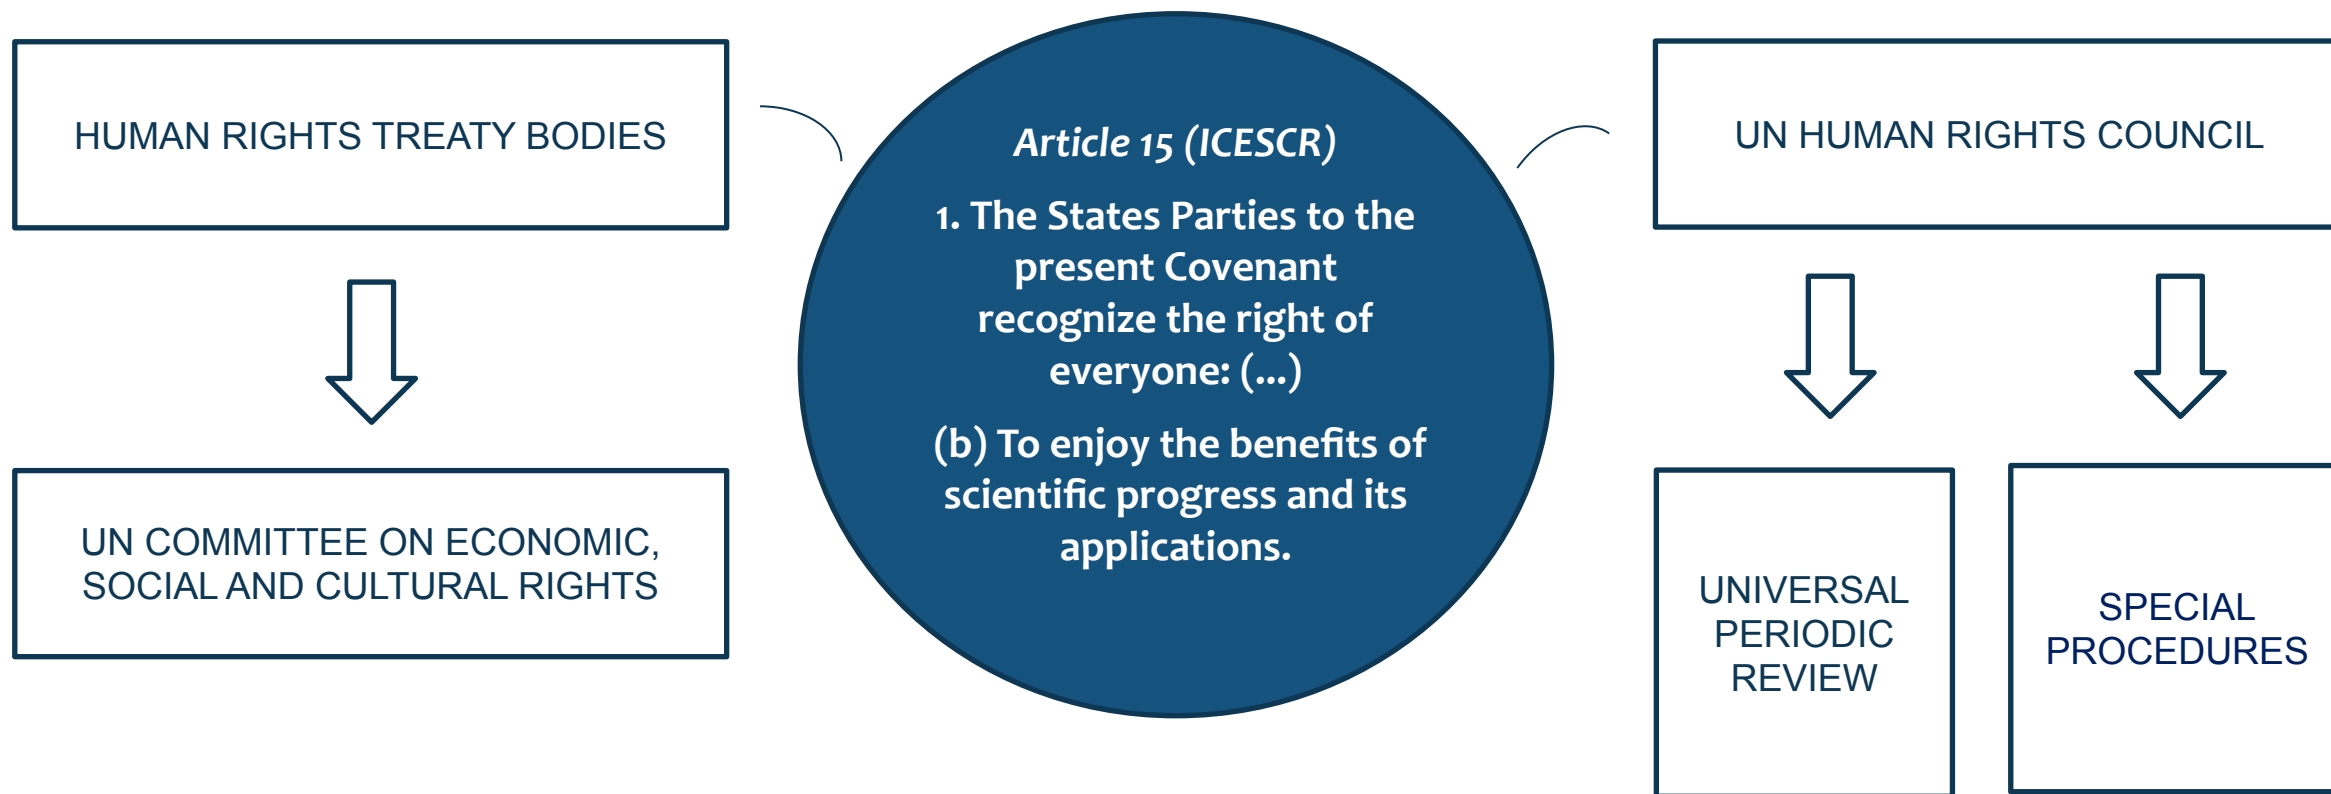 HUMAN RIGHTS TREATY BODIES
UN COMMITTEE ON ECONOMIC,
SOCIAL AND CULTURAL RIGHTS
Article 15 (ICESCR)
1. The States Parties to the
present Covenant
recognize the right of
everyone: (...)
(b) To enjoy the benefits of
scientific progress and its
applications.
UN HUMAN RIGHTS COUNCIL
UNIVERSAL
PERIODIC
REVIEW
SPECIAL
PROCEDURES